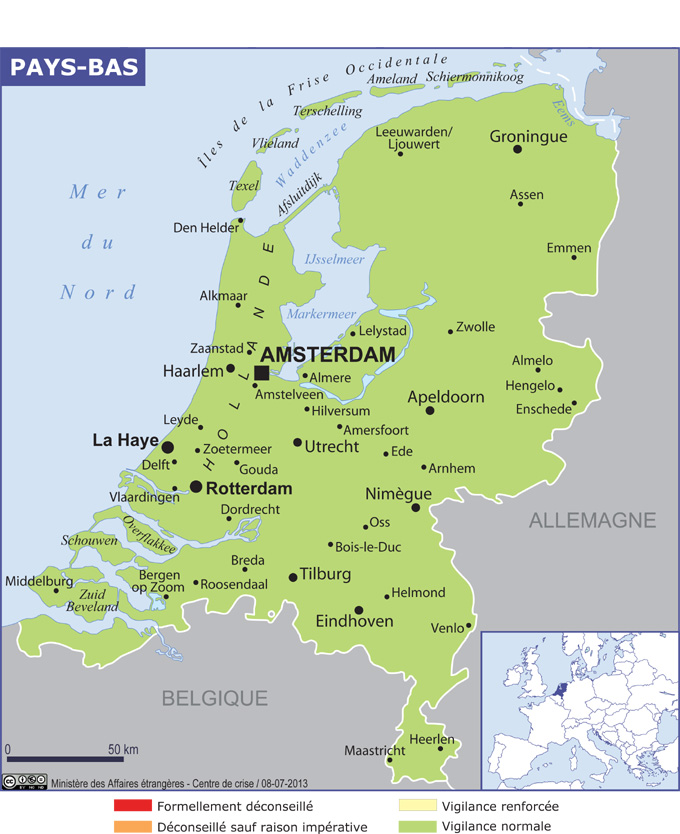 PAYS-BAS
Îles de la Frise Occidentale
Ameland
Schiermonnikoog
Terschelling
Vlieland
Waddenzee
Texel
Afsluitdijk
Eems
Mer
du
Nord
Leeuwarden/
Ljouwert
Groningue
Assen
Emmen
Den Helder
IJsselmeer
HOLLANDE
Alkmaar
Markermeer
Lelystad
Zwolle
Zaanstad
AMSTERDAM
Haarlem
Almere
Amstelveen
Almelo
Hengelo
Enschede
Apeldoorn
Hilversum
Amersfoort
Leyde
La Haye
Zoetermeer
Utrecht
Ede
Delft
Gouda
Arnhem
Vlaardingen
Rotterdam
Nimègue
Dordrecht
Oss
ALLEMAGNE
Overflakkee
Schouwen
Bois-le-Duc
Breda
Middelburg
Zuid
Beveland
Bergen
op Zoom
Roosendaal
Tilburg
Helmond
Eindhoven
Venlo
BELGIQUE
Maastricht
Heerlen
0
50 km
cc BY NC ND
Ministère des Affaires étrangères - Centre de crise / 08-07-2013
Formellement déconseillé
Vigilance renforcée
Déconseillé sauf raison impérative
Vigilance normale